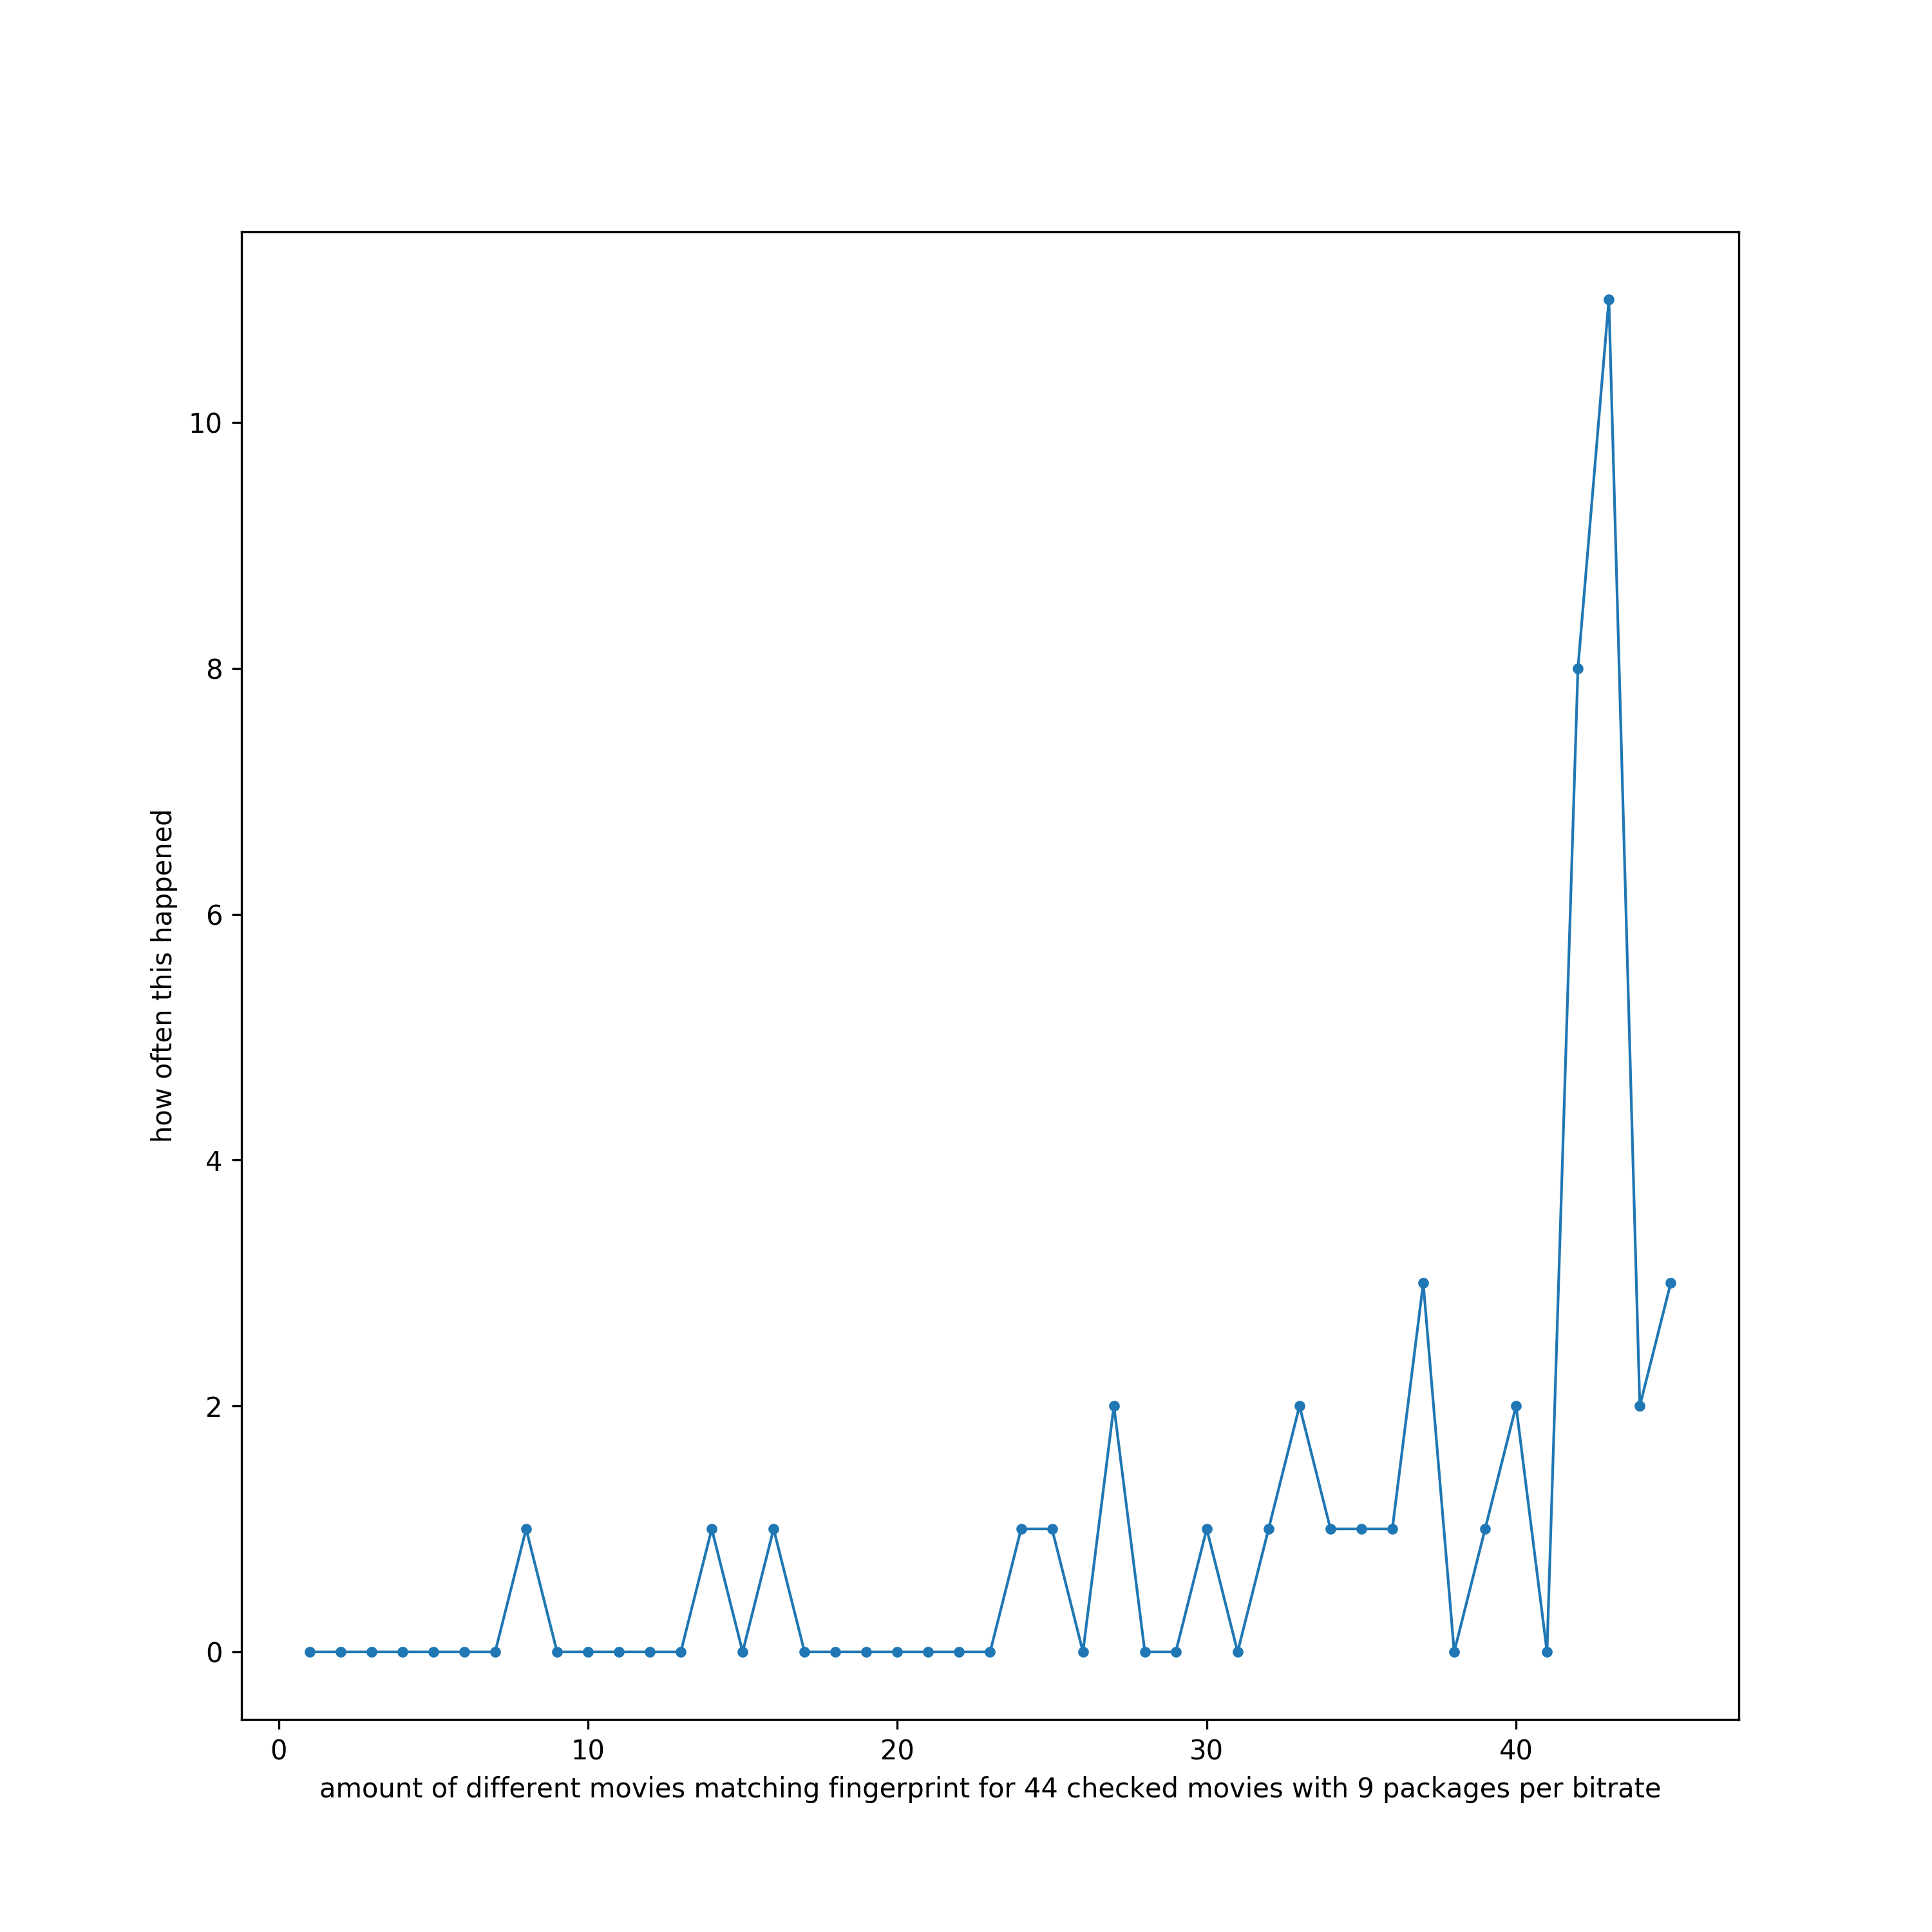 how often this happened
10
8
6
4
2
0
0 10 20 30 40
amount of different movies matching fingerprint for 44 checked movies with 9 packages per bitrate